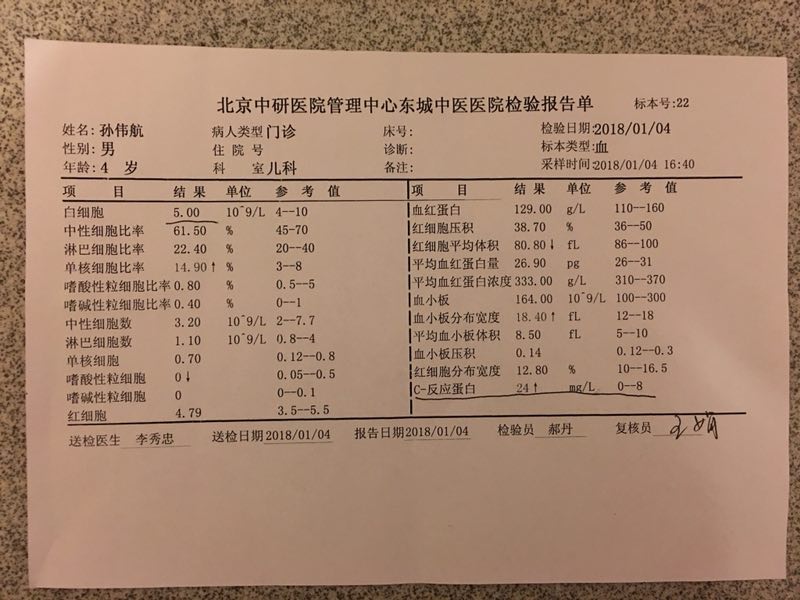 北京中研医院管理中心东城中医医院检验报告单 标本号:22
姓名: 孙伟航 病人类型 门诊 床号: 检验日期:2018/01/04
性别: 男 住 院 号 诊断: 标本类型:血
年龄: 4 岁 科 室 儿科 备注: 采样时间:2018/01/04 16:40
项 目 结 果 单位 参 考 值 项 目 结 果 单位 参 考 值
白细胞 5.00 10^9/L 4--10 血红蛋白 129.00 g/L 110--160
中性细胞比率 61.50 % 45-70 红细胞压积 38.70 % 36--50
淋巴细胞比率 22.40 % 20--40 红细胞平均体积 80.80↓ fL 86--100
单核细胞比率 14.90↑ % 3--8 平均血红蛋白量 26.90 pg 26--31
嗜酸性粒细胞比率 0.80 % 0.5--5 平均血红蛋白浓度 333.00 g/L 310--370
嗜碱性粒细胞比率 0.40 % 0--1 血小板 164.00 10^9/L 100--300
中性细胞数 3.20 10^9/L 2--7.7 血小板分布宽度 18.40↑ fL 12--18
淋巴细胞数 1.10 10^9/L 0.8--4 平均血小板体积 8.50 fL 5--10
单核细胞 0.70 0.12--0.8 血小板压积 0.14 0.12--0.3
嗜酸性粒细胞 0↓ 0.05--0.5 红细胞分布宽度 12.80 % 10--16.5
嗜碱性粒细胞 0 0--0.1 C-反应蛋白 24↑ mg/L 0--8
红细胞 4.79 3.5--5.5
送检医生 李秀忠 送检日期 2018/01/04 报告日期 2018/01/04 检验员 郝丹 复核员